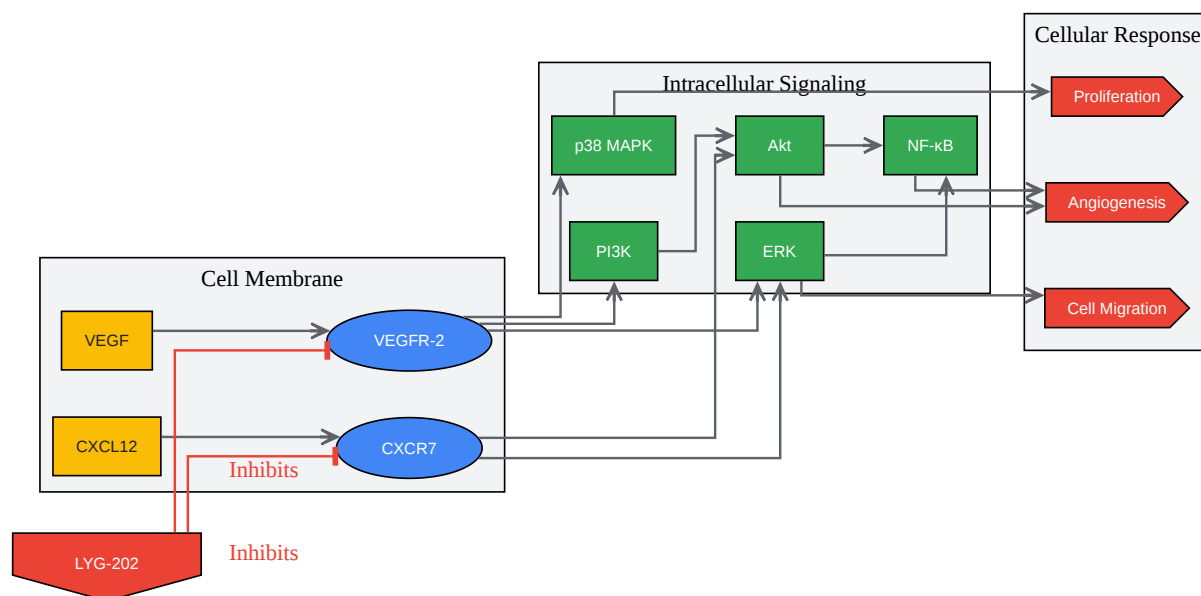 Cellular Response
Intracellular Signaling
Proliferation
p38 MAPK
Akt
NF-κB
Angiogenesis
PI3K
ERK
Cell Membrane
Cell Migration
VEGF
VEGFR-2
CXCL12
CXCR7
Inhibits
Inhibits
LYG-202